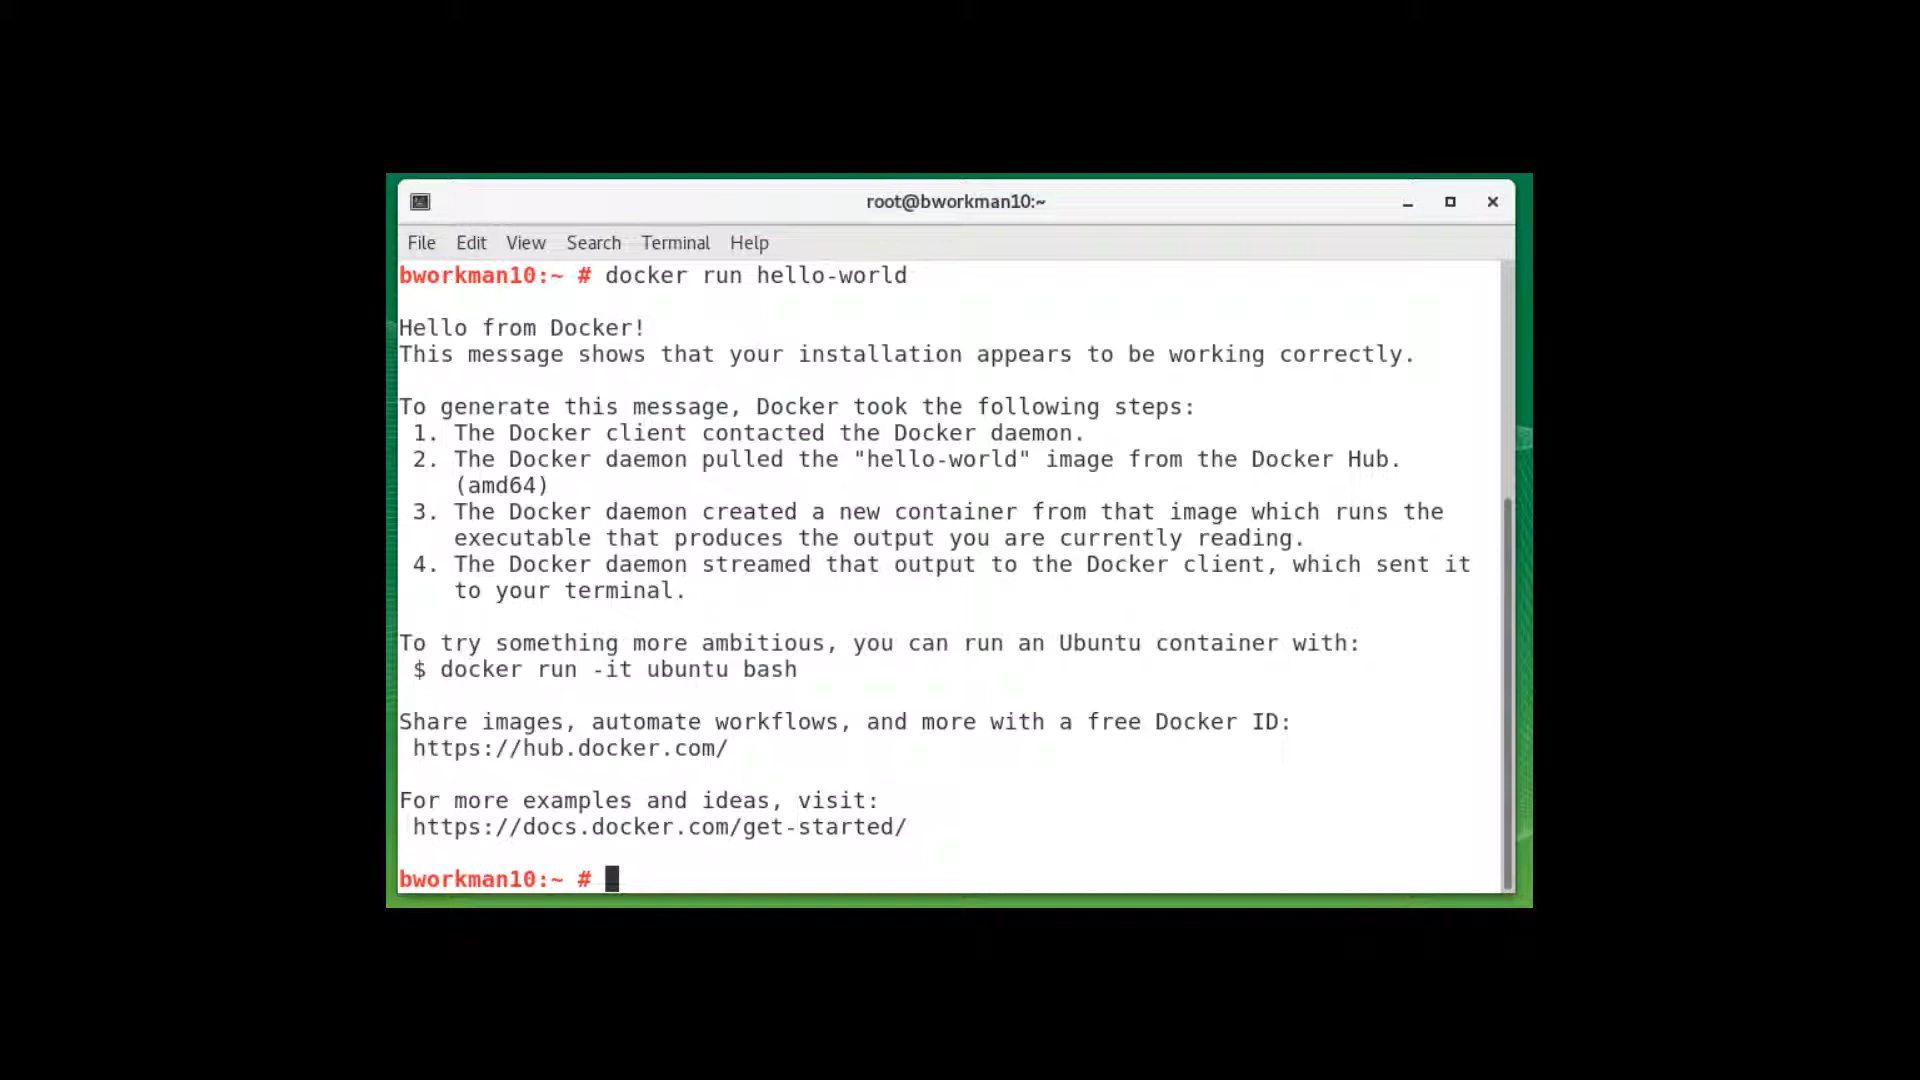 root@bworkman10:~
File Edit View Search Terminal Help
bworkman10:~ # docker run hello-world
Hello from Docker!
This message shows that your installation appears to be working correctly.
To generate this message, Docker took the following steps:
1. The Docker client contacted the Docker daemon.
2. The Docker daemon pulled the "hello-world" image from the Docker Hub.
(amd64)
3. The Docker daemon created a new container from that image which runs the
executable that produces the output you are currently reading.
4. The Docker daemon streamed that output to the Docker client, which sent it
to your terminal.
To try something more ambitious, you can run an Ubuntu container with:
$ docker run -it ubuntu bash
Share images, automate workflows, and more with a free Docker ID:
https://hub.docker.com/
For more examples and ideas, visit:
https://docs.docker.com/get-started/
bworkman10:~ #